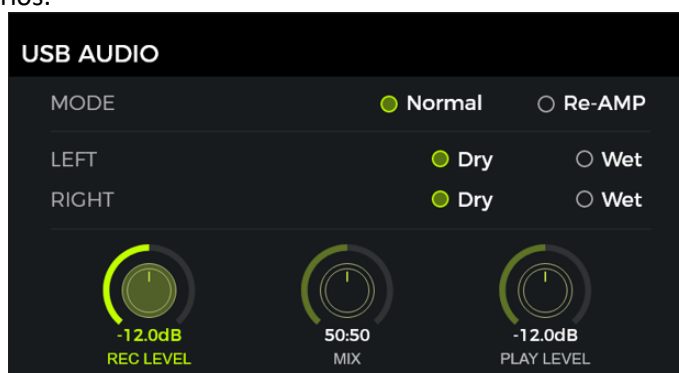 USB AUDIO
MODE Normal Re-AMP
LEFT Dry Wet
RIGHT Dry Wet
-12.0dB 50:50 -12.0dB
REC LEVEL MIX PLAY LEVEL